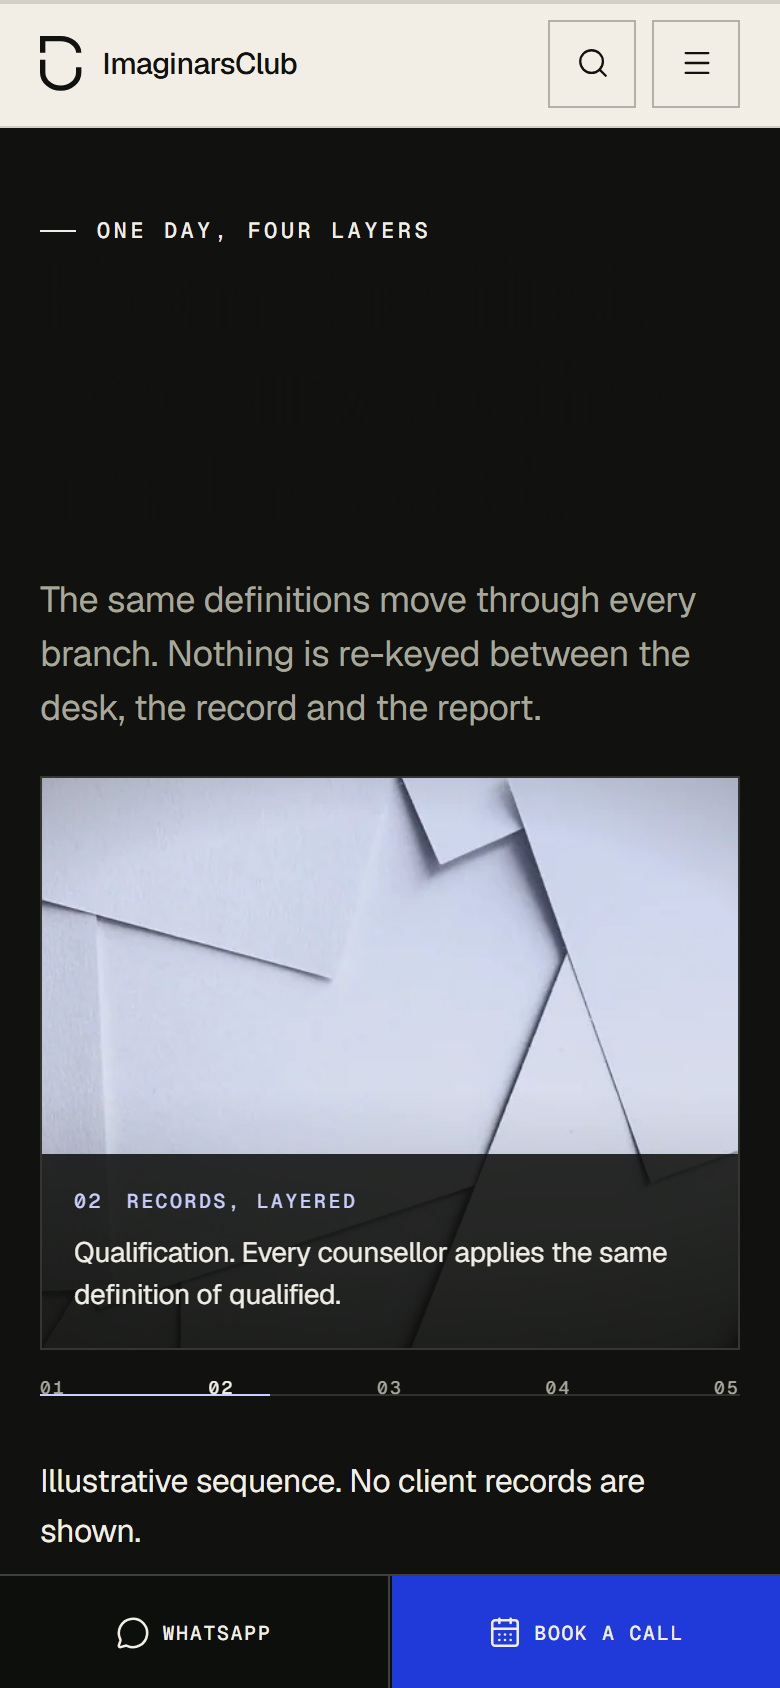 ImaginarsClub
ONE DAY, FOUR LAYERS
The same definitions move through every
branch. Nothing is re-keyed between the
desk, the record and the report.
02 RECORDS, LAYERED
Qualification. Every counsellor applies the same
definition of qualified.
01 02 03 04 05
Illustrative sequence. No client records are
shown.
WHATSAPP
BOOK A CALL